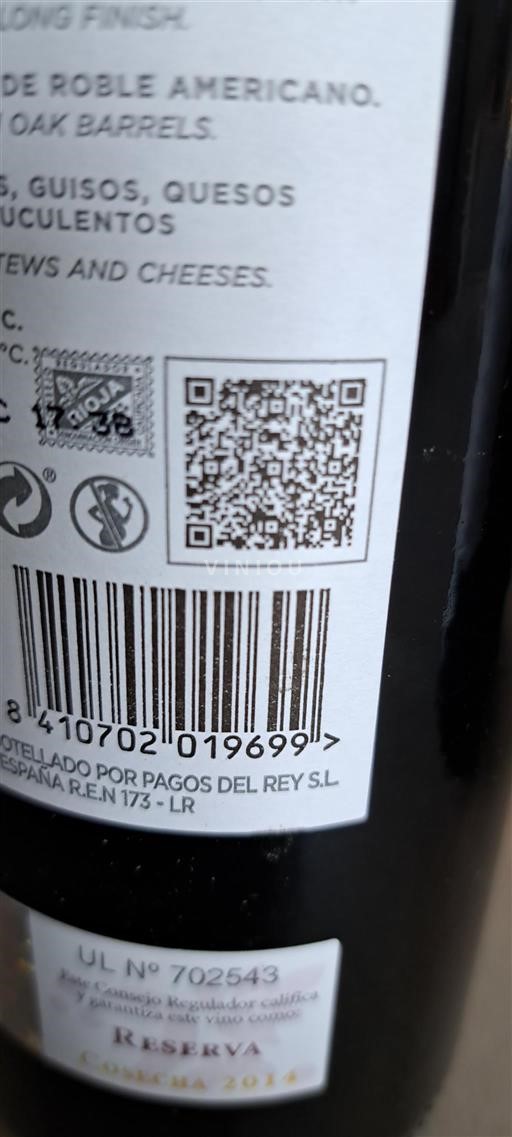 LONG FINISH.
DE ROBLE AMERICANO.
OAK BARRELS.
GUISOS, QUESOS
UCULENTOS
TEWS AND CHEESES.
C.
°C.
RIOJA
17 38
®
VINTOU
8 410702 019699 >
OTELLADO POR PAGOS DEL REY S.L.
ESPAÑA R.E.N 173 - LR
UL Nº 702543
Este Consejo Regulador califica
y garantiza este vino como:
RESERVA
COSECHA 2014